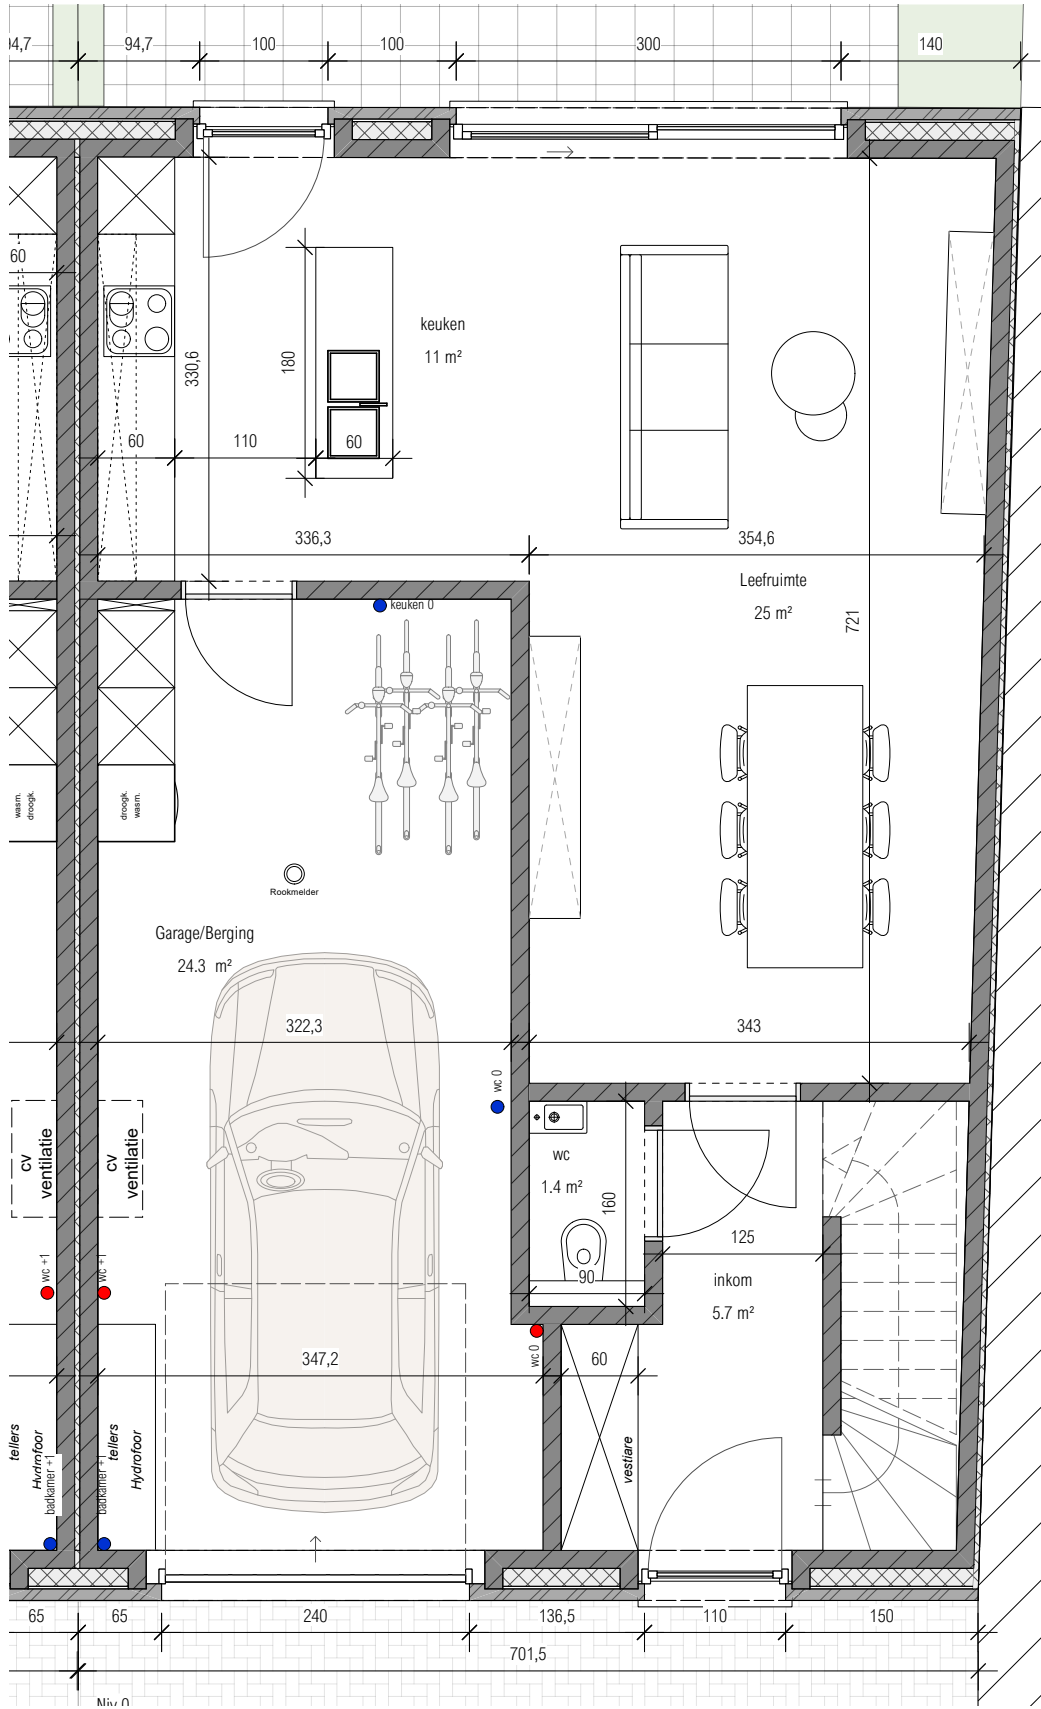 94,7
94,7
100
100
300
140
60
keuken
11 m²
330,6
180
60
110
60
336,3
354,6
Leefruimte
25 m²
721
keuken 0
wasm.
droogk.
droogk.
wasm.
Rookmelder
Garage/Berging
24.3 m²
322,3
343
wc 0
cv
ventilatie
cv
ventilatie
wc
1.4 m²
160
125
90
inkom
5.7 m²
wc +1
wc +1
wc 0
347,2
60
vestiare
tellers
Hydrofoor
badkamer +1
tellers
Hydrofoor
badkamer +1
65
65
240
136,5
110
150
701,5
Niv 0